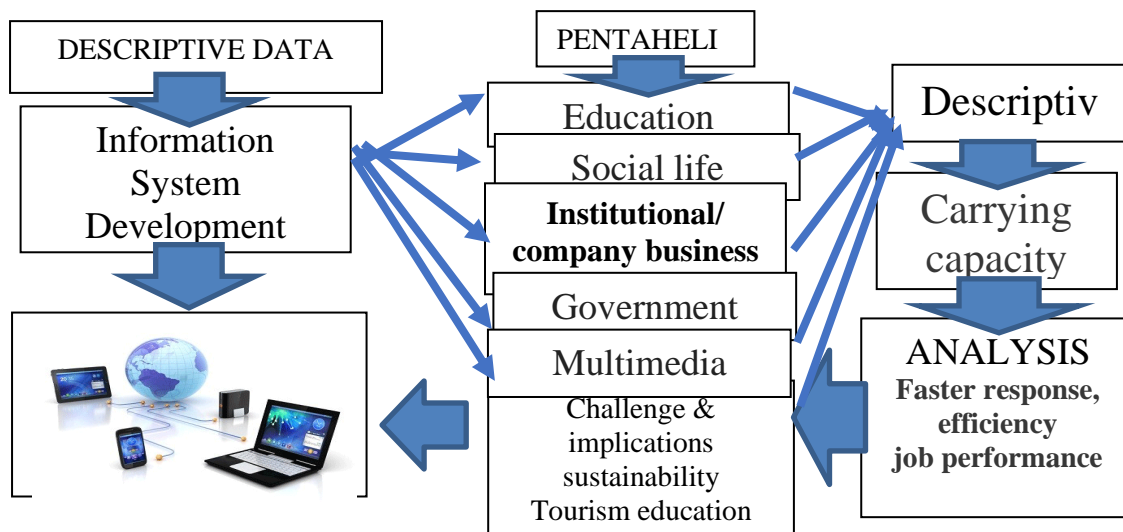 DESCRIPTIVE DATA
Information
System
Development
PENTAHELI
Education
Social life
Institutional/
company business
Government
Multimedia
Challenge &
implications
sustainability
Tourism education
Descriptiv
Carrying
capacity
ANALYSIS
Faster response,
efficiency
job performance